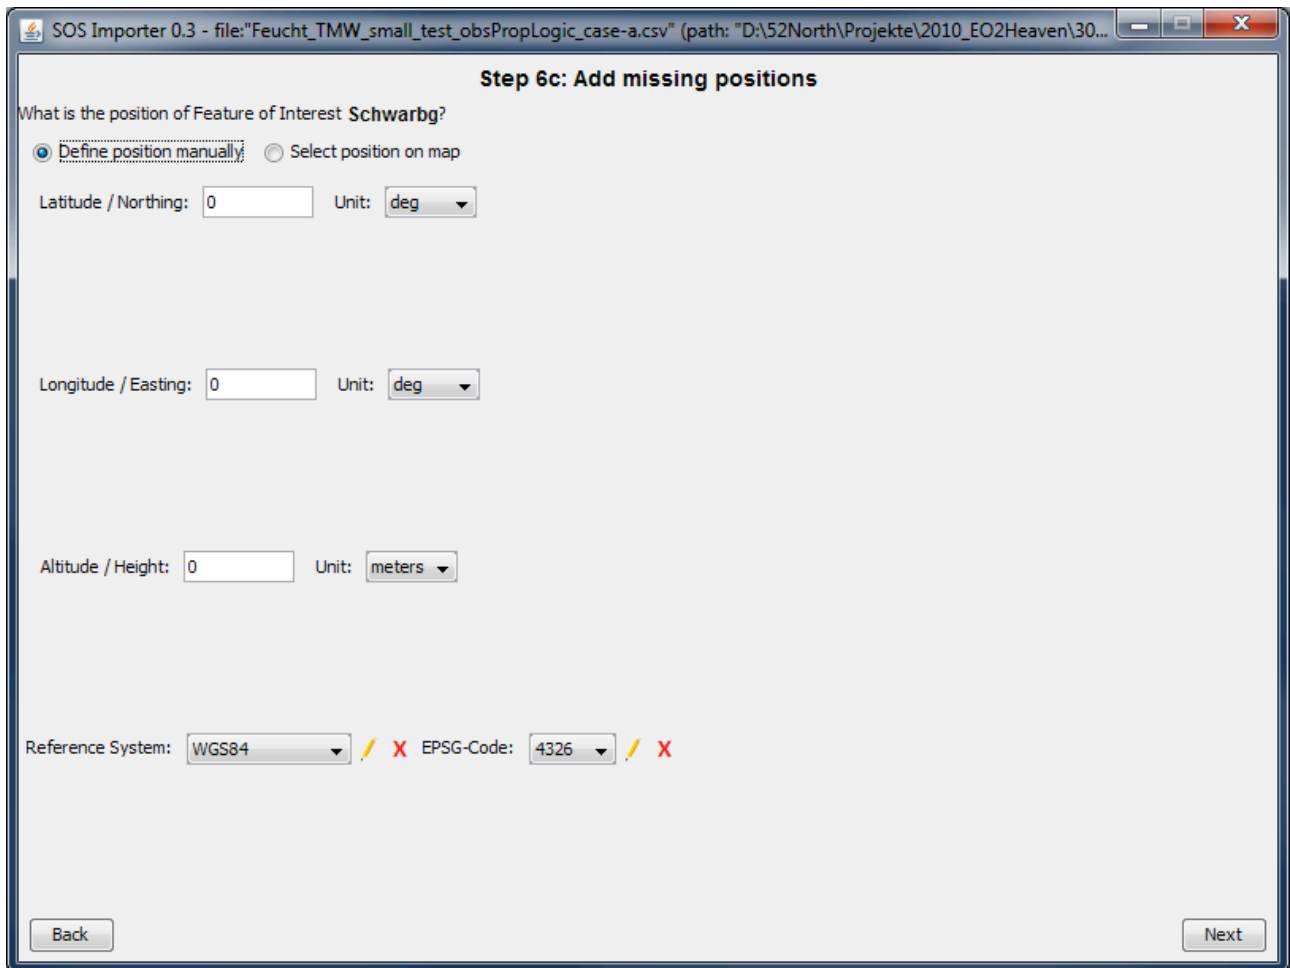 SOS Importer 0.3 - file:"Feucht_TMW_small_test_obsPropLogic_case-a.csv" (path: "D:\52North\Projekte\2010_EO2Heaven\30...
Step 6c: Add missing positions
What is the position of Feature of Interest Schwarbg?
Define position manually Select position on map
Latitude / Northing: 0 Unit: deg
Longitude / Easting: 0 Unit: deg
Altitude / Height: 0 Unit: meters
Reference System: WGS84 X EPSG-Code: 4326 X
Back Next